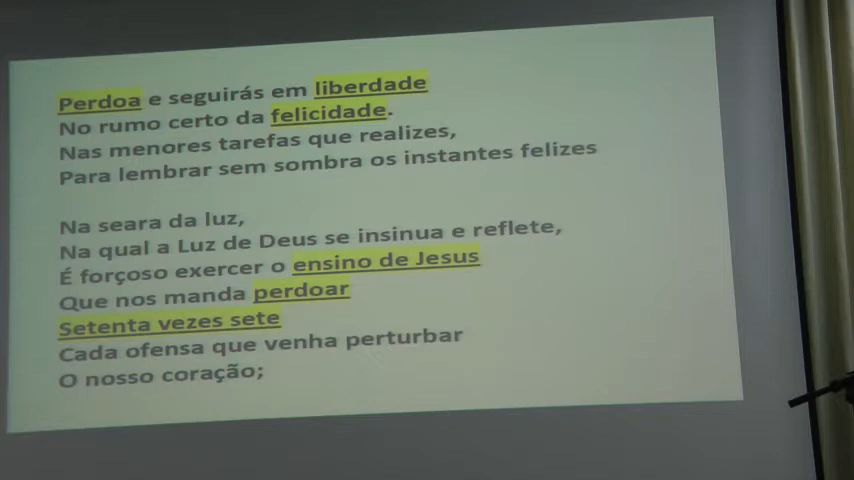 Perdoa e seguirás em liberdade
No rumo certo da felicidade.
Nas menores tarefas que realizes,
Para lembrar sem sombra os instantes felizes
Na seara da luz,
Na qual a Luz de Deus se insinua e reflete,
É forçoso exercer o ensino de Jesus
Que nos manda perdoar
Setenta vezes sete
Cada ofensa que venha perturbar
O nosso coração;